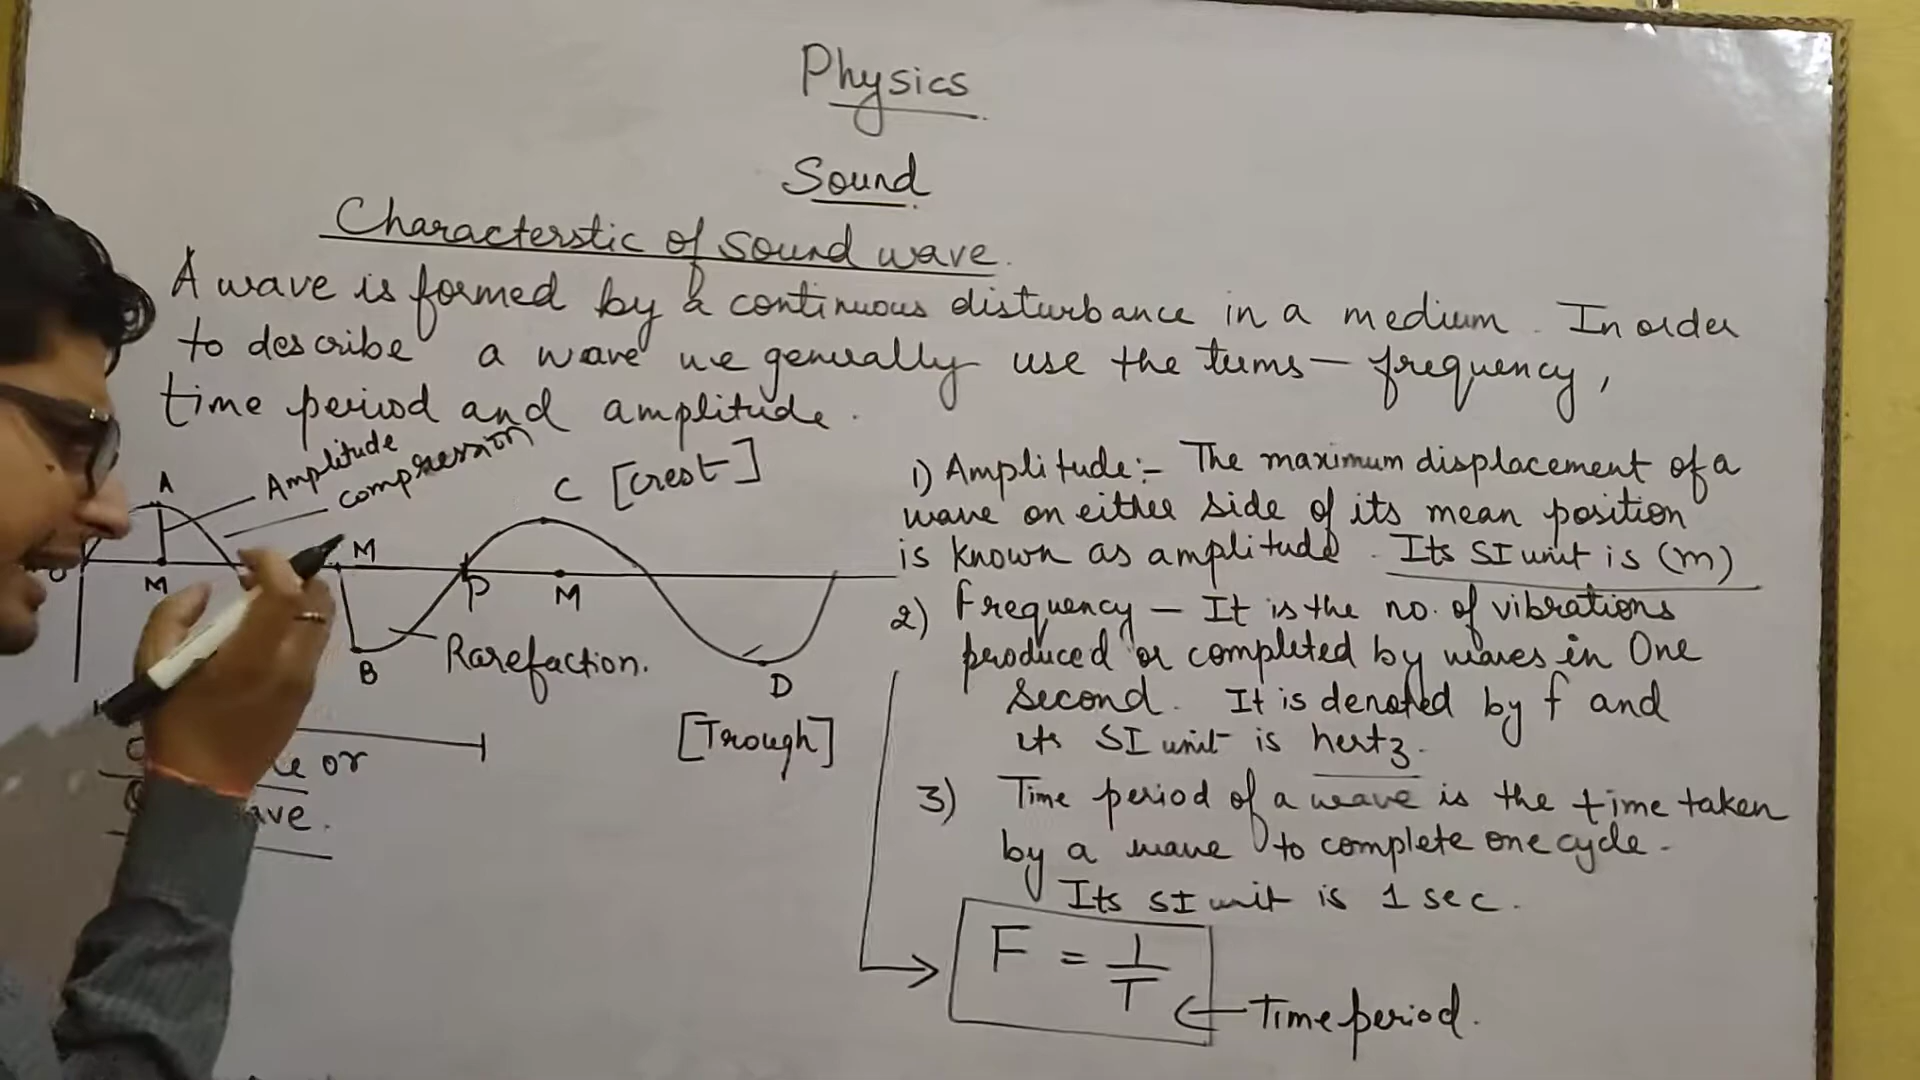 Physics
Sound
Characterstic of sound wave.
A wave is formed by a continuous disturbance in a medium. In order
to describe a wave we generally use the terms — frequency,
time period and amplitude.
Amplitude
compression
A
M
M
B
Rarefaction.
P
M
C [Crest]
D
[Trough]
or
1) Amplitude:- The maximum displacement of a
wave on either side of its mean position
is known as amplitude. Its SI unit is (m)
2) Frequency — It is the no. of vibrations
produced or completed by waves in One
second. It is denoted by f and
its SI unit is hertz.
3) Time period of a wave is the time taken
by a wave to complete one cycle.
Its SI unit is 1 sec.
F = 1/T
Time period.